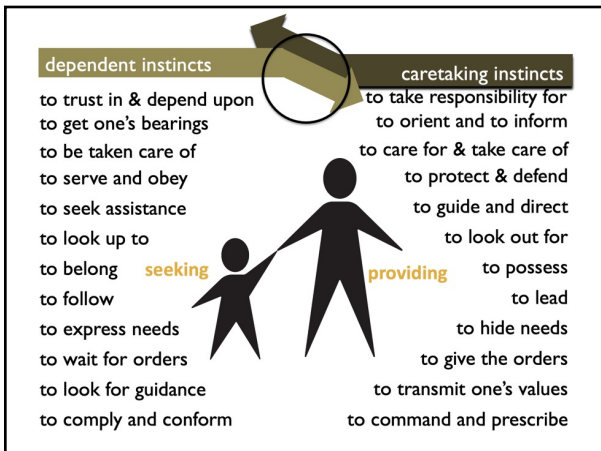 dependent instincts
to trust in & depend upon
to get one's bearings
to be taken care of
to serve and obey
to seek assistance
to look up to
to belong
to follow
to express needs
to wait for orders
to look for guidance
to comply and conform
seeking
providing
caretaking instincts
to take responsibility for
to orient and to inform
to care for & take care of
to protect & defend
to guide and direct
to look out for
to possess
to lead
to hide needs
to give the orders
to transmit one's values
to command and prescribe